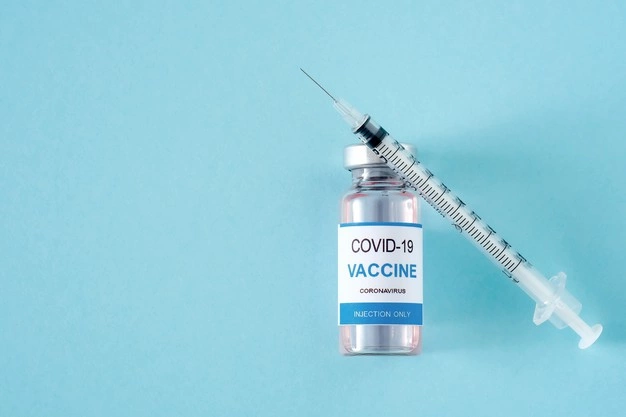 COVID-19
VACCINE
CORONAVIRUS
INJECTION ONLY